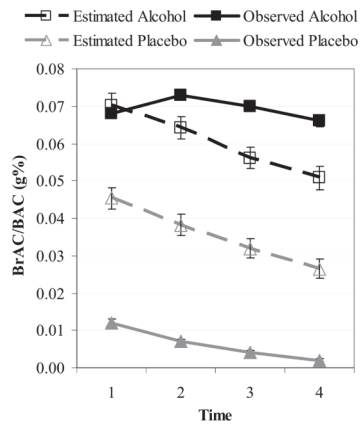 Estimated Alcohol Observed Alcohol
Estimated Placebo Observed Placebo
0.08
0.07
0.06
0.05
0.04
0.03
0.02
0.01
0.00
BrAC/BAC (g%)
1 2 3 4
Time